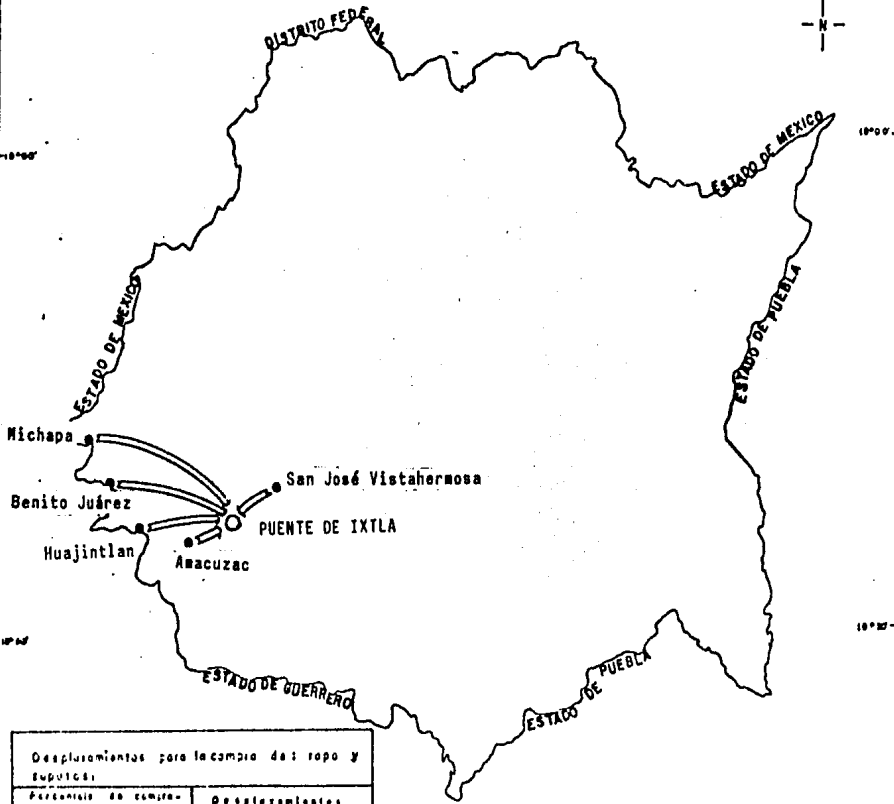 DISTRITO FEDERAL
N
ESTADO DE MEXICO
ESTADO DE MEXICO
ESTADO DE PUEBLA
Michapa
San José Vistahermosa
Benito Juárez
PUENTE DE IXTLA
Huajintlan
Amacuzac
ESTADO DE GUERRERO
ESTADO DE PUEBLA
Desplazamientos para la compra de: ropa y
Desplazamientos